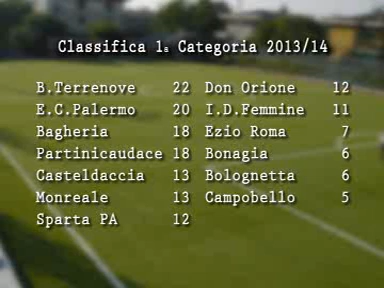 Classifica 1a Categoria 2013/14
B.Terrenove 22
E.C.Palermo 20
Bagheria 18
Partinicaudace 18
Casteldaccia 13
Monreale 13
Sparta PA 12
Don Orione 12
I.D.Femmine 11
Ezio Roma 7
Bonagia 6
Bolognetta 6
Campobello 5